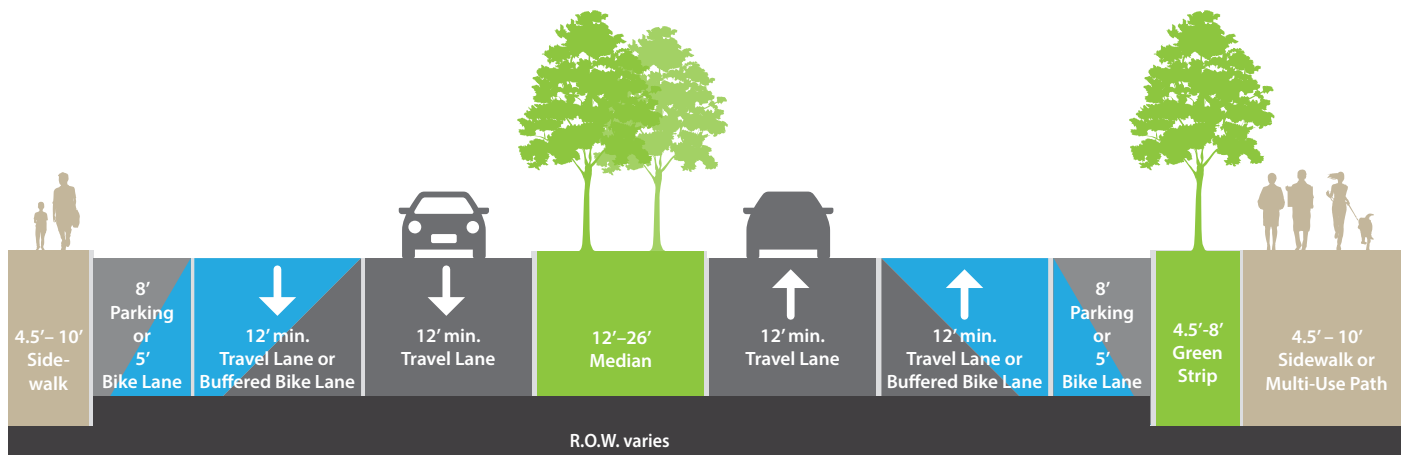 4.5’– 10’
Side-
walk
8’
Parking
or
5’
Bike Lane
12’ min.
Travel Lane or
Buffered Bike Lane
12’ min.
Travel Lane
12’–26’
Median
12’ min.
Travel Lane
12’ min.
Travel Lane or
Buffered Bike Lane
8’
Parking
or
5’
Bike Lane
4.5’-8’
Green
Strip
4.5’ – 10’
Sidewalk or
Multi-Use Path
R.O.W. varies